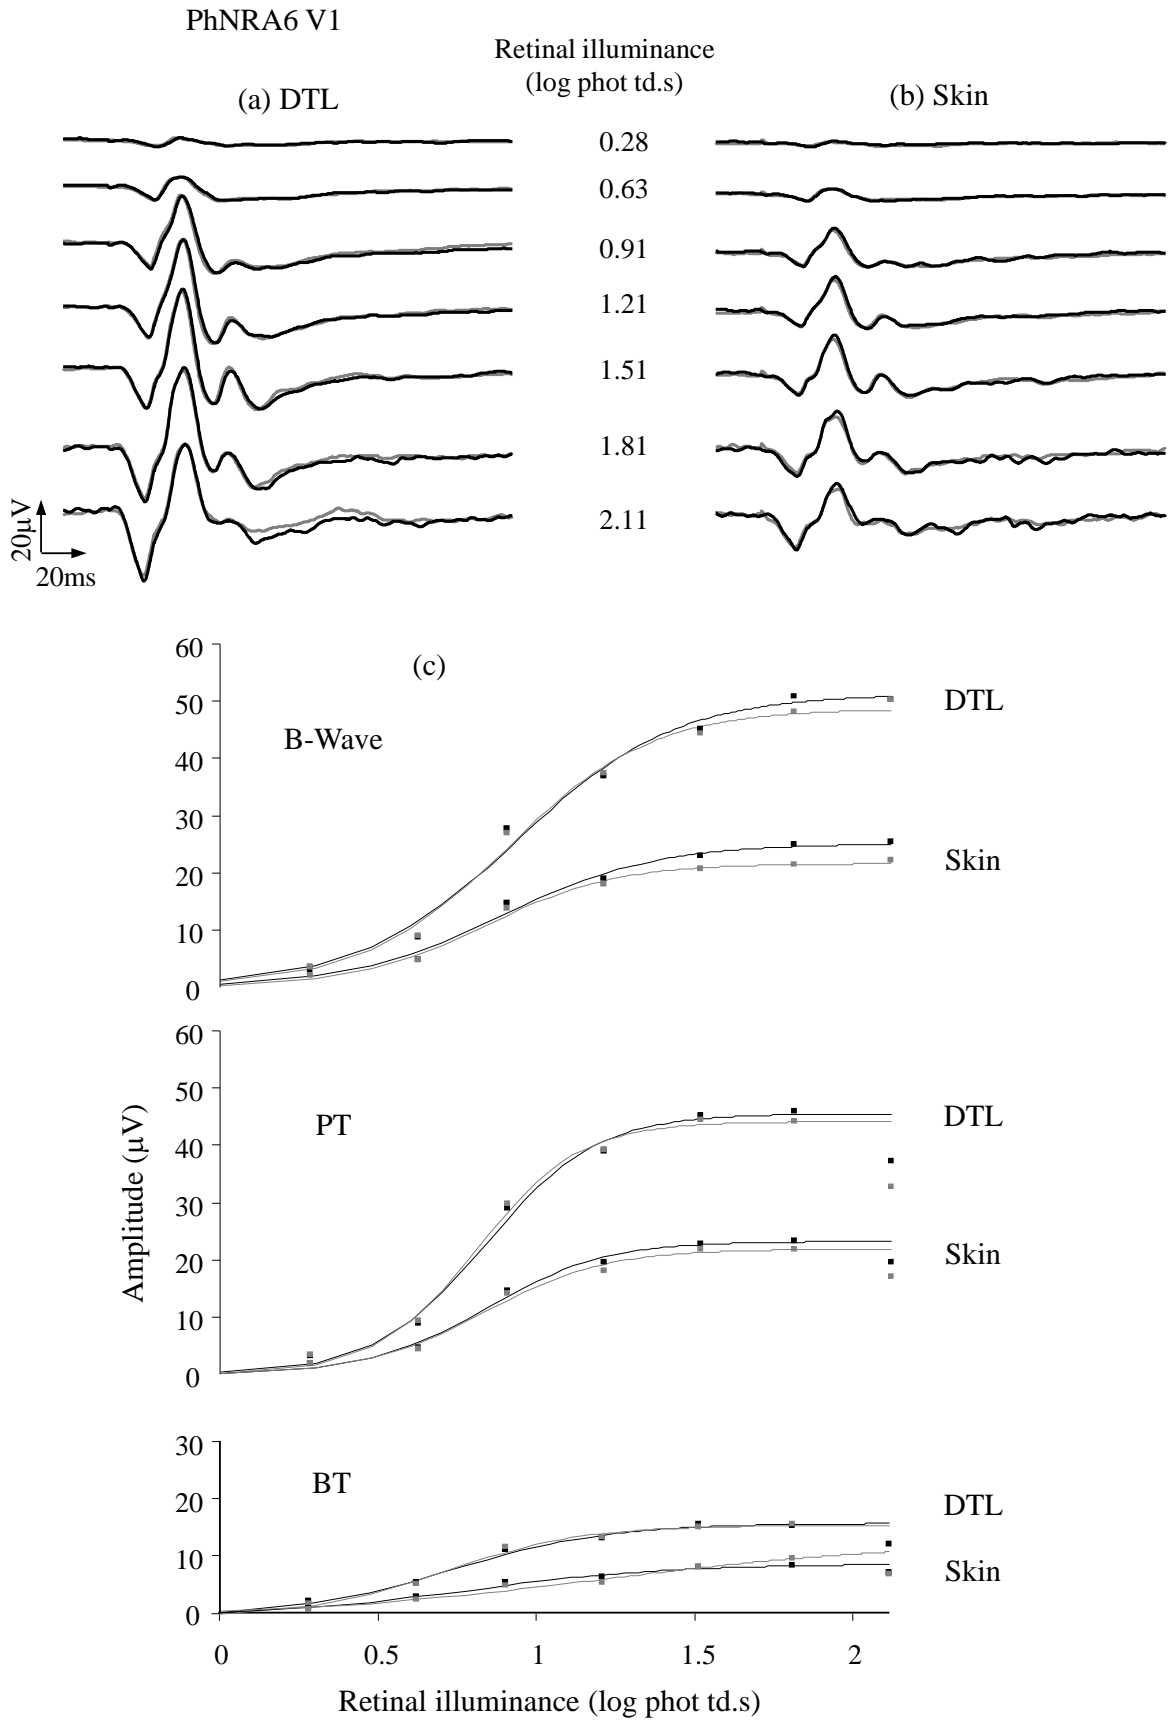 PhNRA6 V1
Retinal illuminance
(log phot td.s)
(a) DTL
(b) Skin
0.28
0.63
0.91
1.21
1.51
1.81
2.11
20µV
20ms
(c)
B-Wave
60
50
40
30
20
10
0
DTL
Skin
PT
60
50
40
30
20
10
0
DTL
Skin
Amplitude (µV)
BT
30
20
10
0
DTL
Skin
0 0.5 1 1.5 2
Retinal illuminance (log phot td.s)